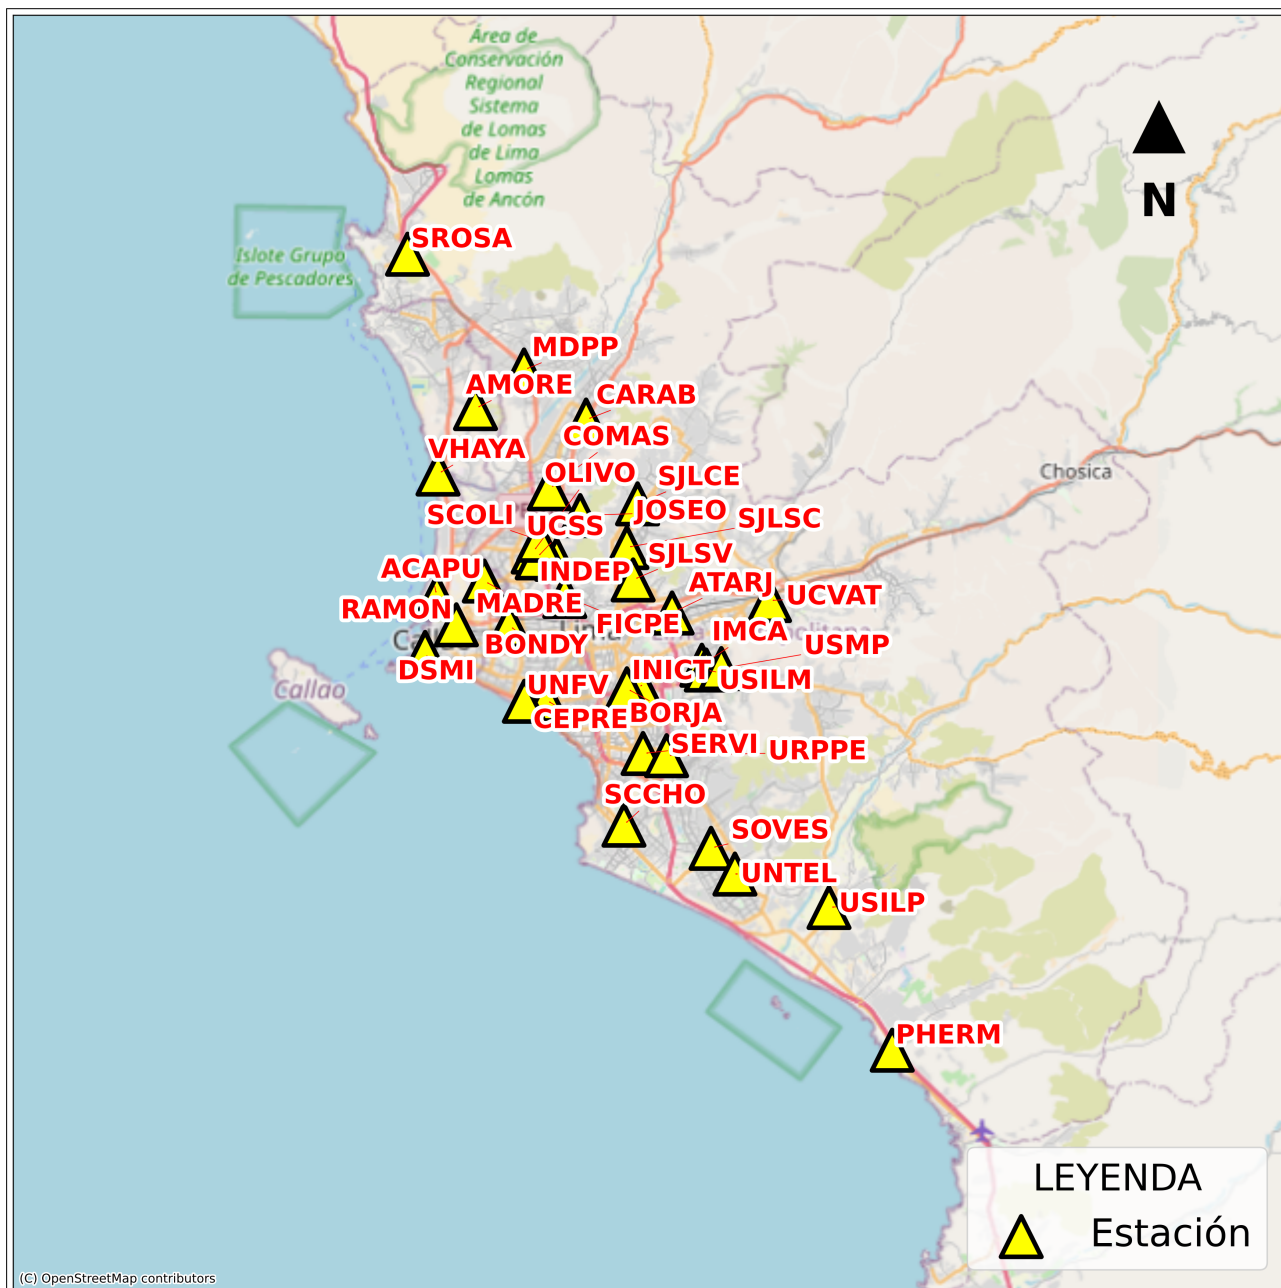 Área de
Conservación
Regional
Sistema
de Lomas
de Lima
Lomas
de Ancón
N
SROSA
Islote Grupo
de Pescadores
MDPP
AMORE
CARAB
COMAS
VHAYA
OLIVO
SJLCE
Chosica
JOSEO
SCOLI
UCSS
SJLSC
SJLSV
ACAPU
INDEP
ATARJ
UCVAT
RAMON
MADRE
FICPE
IMCA
BONDY
USMP
DSMI
INICT
USILM
UNFV
Callao
CEPRE
BORJA
SERVI
URPPE
SCCHO
SOVES
UNTEL
USILP
PHERM
LEYENDA
Estación
(C) OpenStreetMap contributors